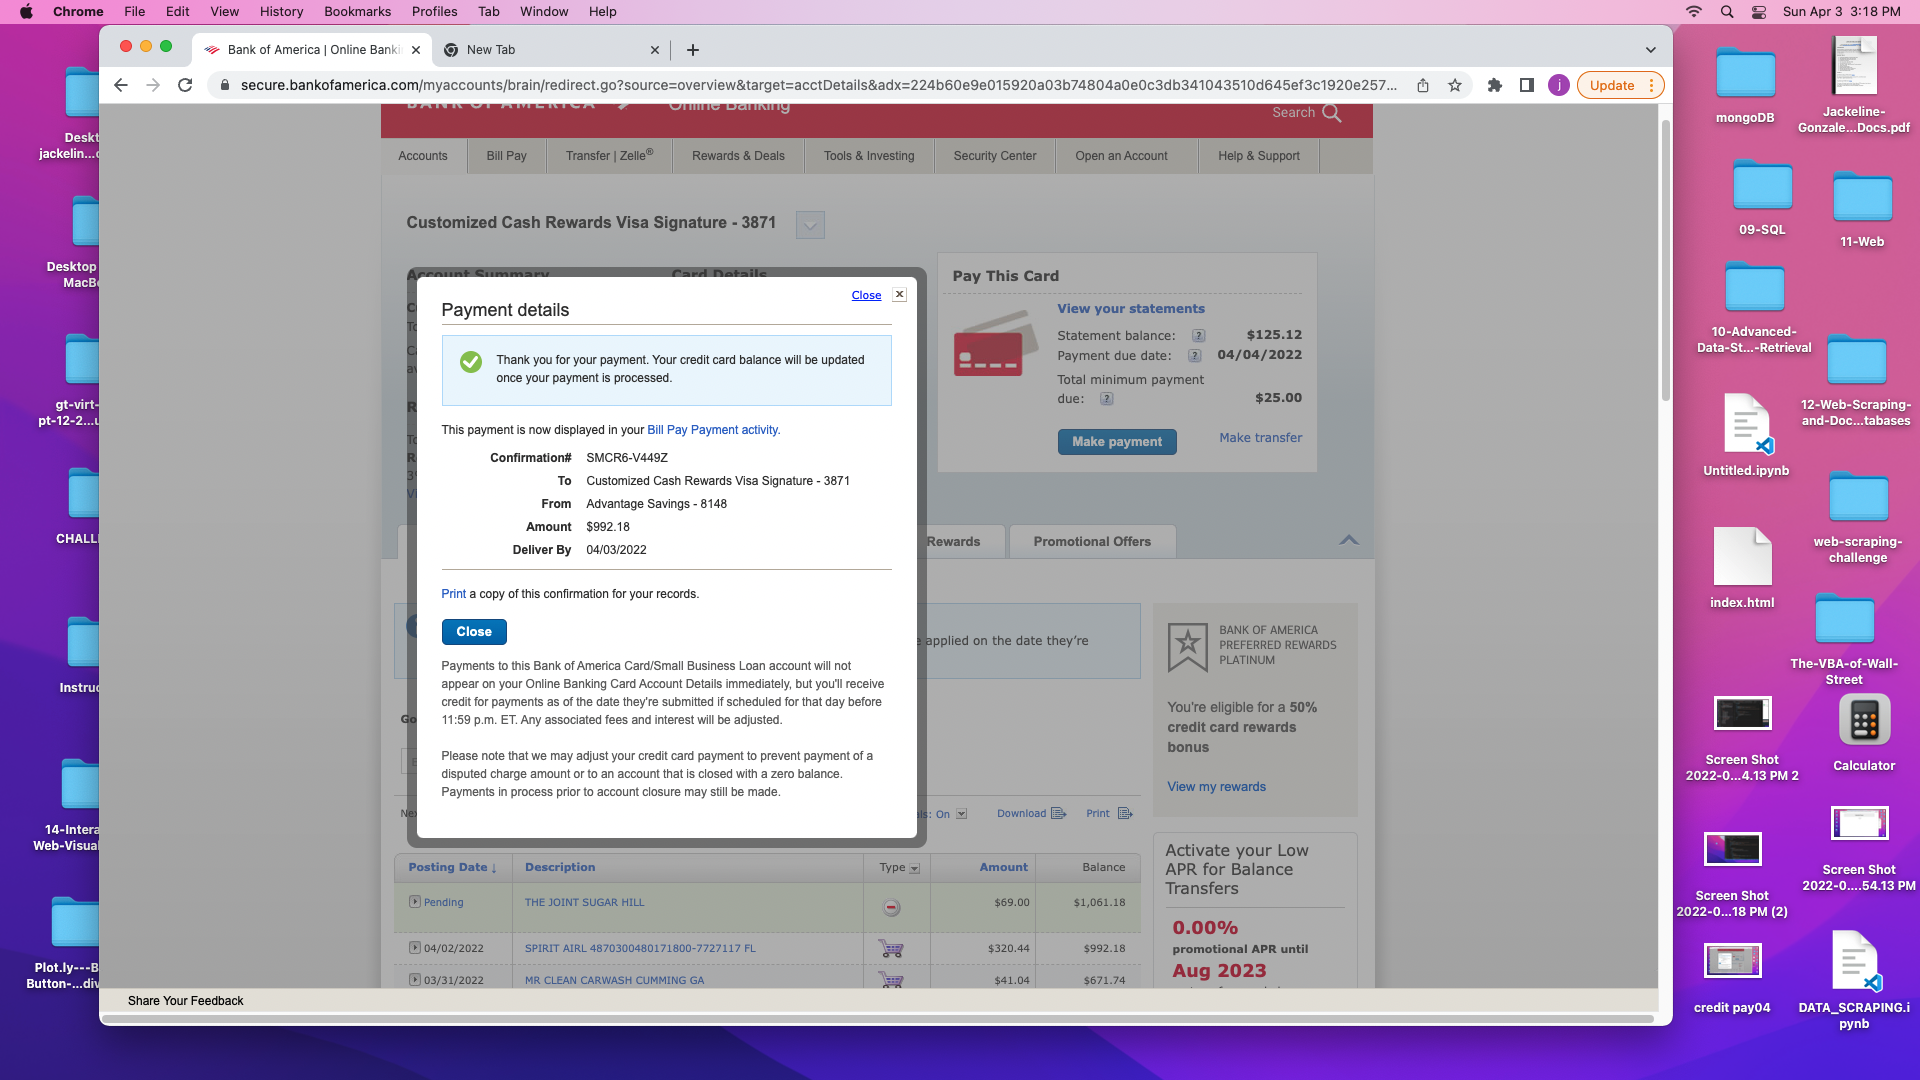 Chrome File Edit View History Bookmarks Profiles Tab Window Help
Sun Apr 3 3:18 PM
Bank of America | Online Banki
New Tab
secure.bankofamerica.com/myaccounts/brain/redirect.go?source=overview&target=acctDetails&adx=224b60e9e015920a03b74804a0e0c3db341043510d645ef3c1920e257...
j
Update
BANK OF AMERICA
Online Banking
Search
Accounts
Bill Pay
Transfer | Zelle®
Rewards & Deals
Tools & Investing
Security Center
Open an Account
Help & Support
Customized Cash Rewards Visa Signature - 3871
Account Summary
Card Details
Payment details
Close
Thank you for your payment. Your credit card balance will be updated
once your payment is processed.
This payment is now displayed in your Bill Pay Payment activity.
Confirmation# SMCR6-V449Z
To Customized Cash Rewards Visa Signature - 3871
From Advantage Savings - 8148
Amount $992.18
Deliver By 04/03/2022
Print a copy of this confirmation for your records.
Close
Payments to this Bank of America Card/Small Business Loan account will not
appear on your Online Banking Card Account Details immediately, but you'll receive
credit for payments as of the date they're submitted if scheduled for that day before
11:59 p.m. ET. Any associated fees and interest will be adjusted.
Please note that we may adjust your credit card payment to prevent payment of a
disputed charge amount or to an account that is closed with a zero balance.
Payments in process prior to account closure may still be made.
Pay This Card
View your statements
Statement balance: ? $125.12
Payment due date: ? 04/04/2022
Total minimum payment
due: ? $25.00
Make payment
Make transfer
Rewards
Promotional Offers
applied on the date they're
BANK OF AMERICA
PREFERRED REWARDS
PLATINUM
You're eligible for a 50%
credit card rewards
bonus
View my rewards
Go
Nex
ls: On
Download
Print
Posting Date ↓ Description Type Amount Balance
Pending THE JOINT SUGAR HILL $69.00 $1,061.18
04/02/2022 SPIRIT AIRL 4870300480171800-7727117 FL $320.44 $992.18
03/31/2022 MR CLEAN CARWASH CUMMING GA $41.04 $671.74
Activate your Low
APR for Balance
Transfers
0.00%
promotional APR until
Aug 2023
Share Your Feedback
Deskt
jackelin...c
Desktop
MacBo
gt-virt-
pt-12-2...u
CHALL
Instruc
14-Intera
Web-Visual
Plot.ly---B
Button-...div
mongoDB
Jackeline-
Gonzale...Docs.pdf
09-SQL
11-Web
10-Advanced-
Data-St...-Retrieval
12-Web-Scraping-
and-Doc...tabases
Untitled.ipynb
web-scraping-
challenge
index.html
The-VBA-of-Wall-
Street
Screen Shot
2022-0...4.13 PM 2
Calculator
Screen Shot
2022-0...18 PM (2)
Screen Shot
2022-0....54.13 PM
credit pay04
DATA_SCRAPING.i
pynb